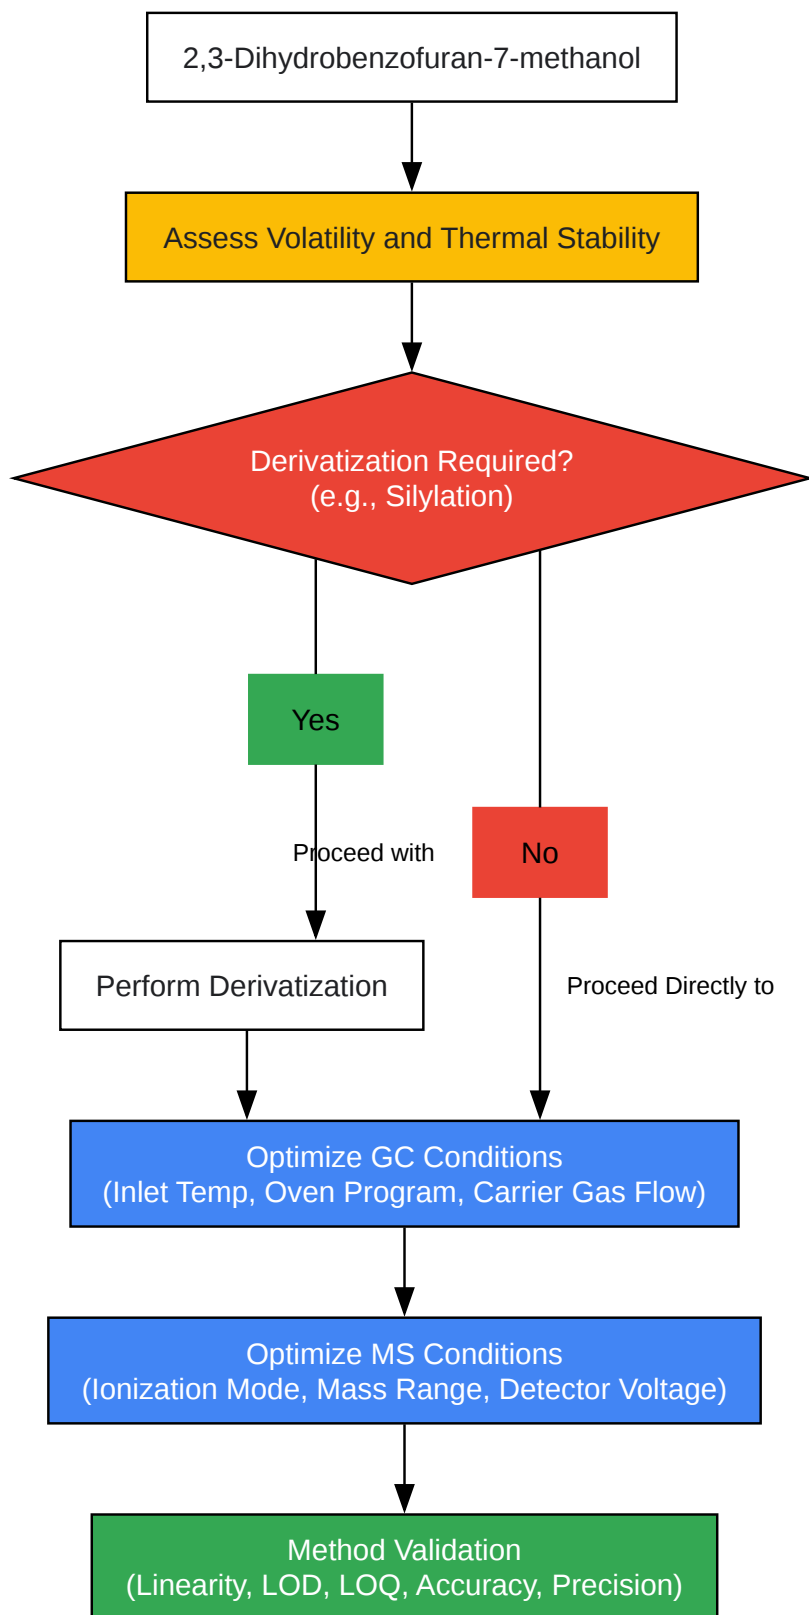 2,3-Dihydrobenzofuran-7-methanol
Assess Volatility and Thermal Stability
Derivatization Required?
(e.g., Silylation)
Yes
Proceed with
No
Perform Derivatization
Proceed Directly to
Optimize GC Conditions
(Inlet Temp, Oven Program, Carrier Gas Flow)
Optimize MS Conditions
(Ionization Mode, Mass Range, Detector Voltage)
Method Validation
(Linearity, LOD, LOQ, Accuracy, Precision)